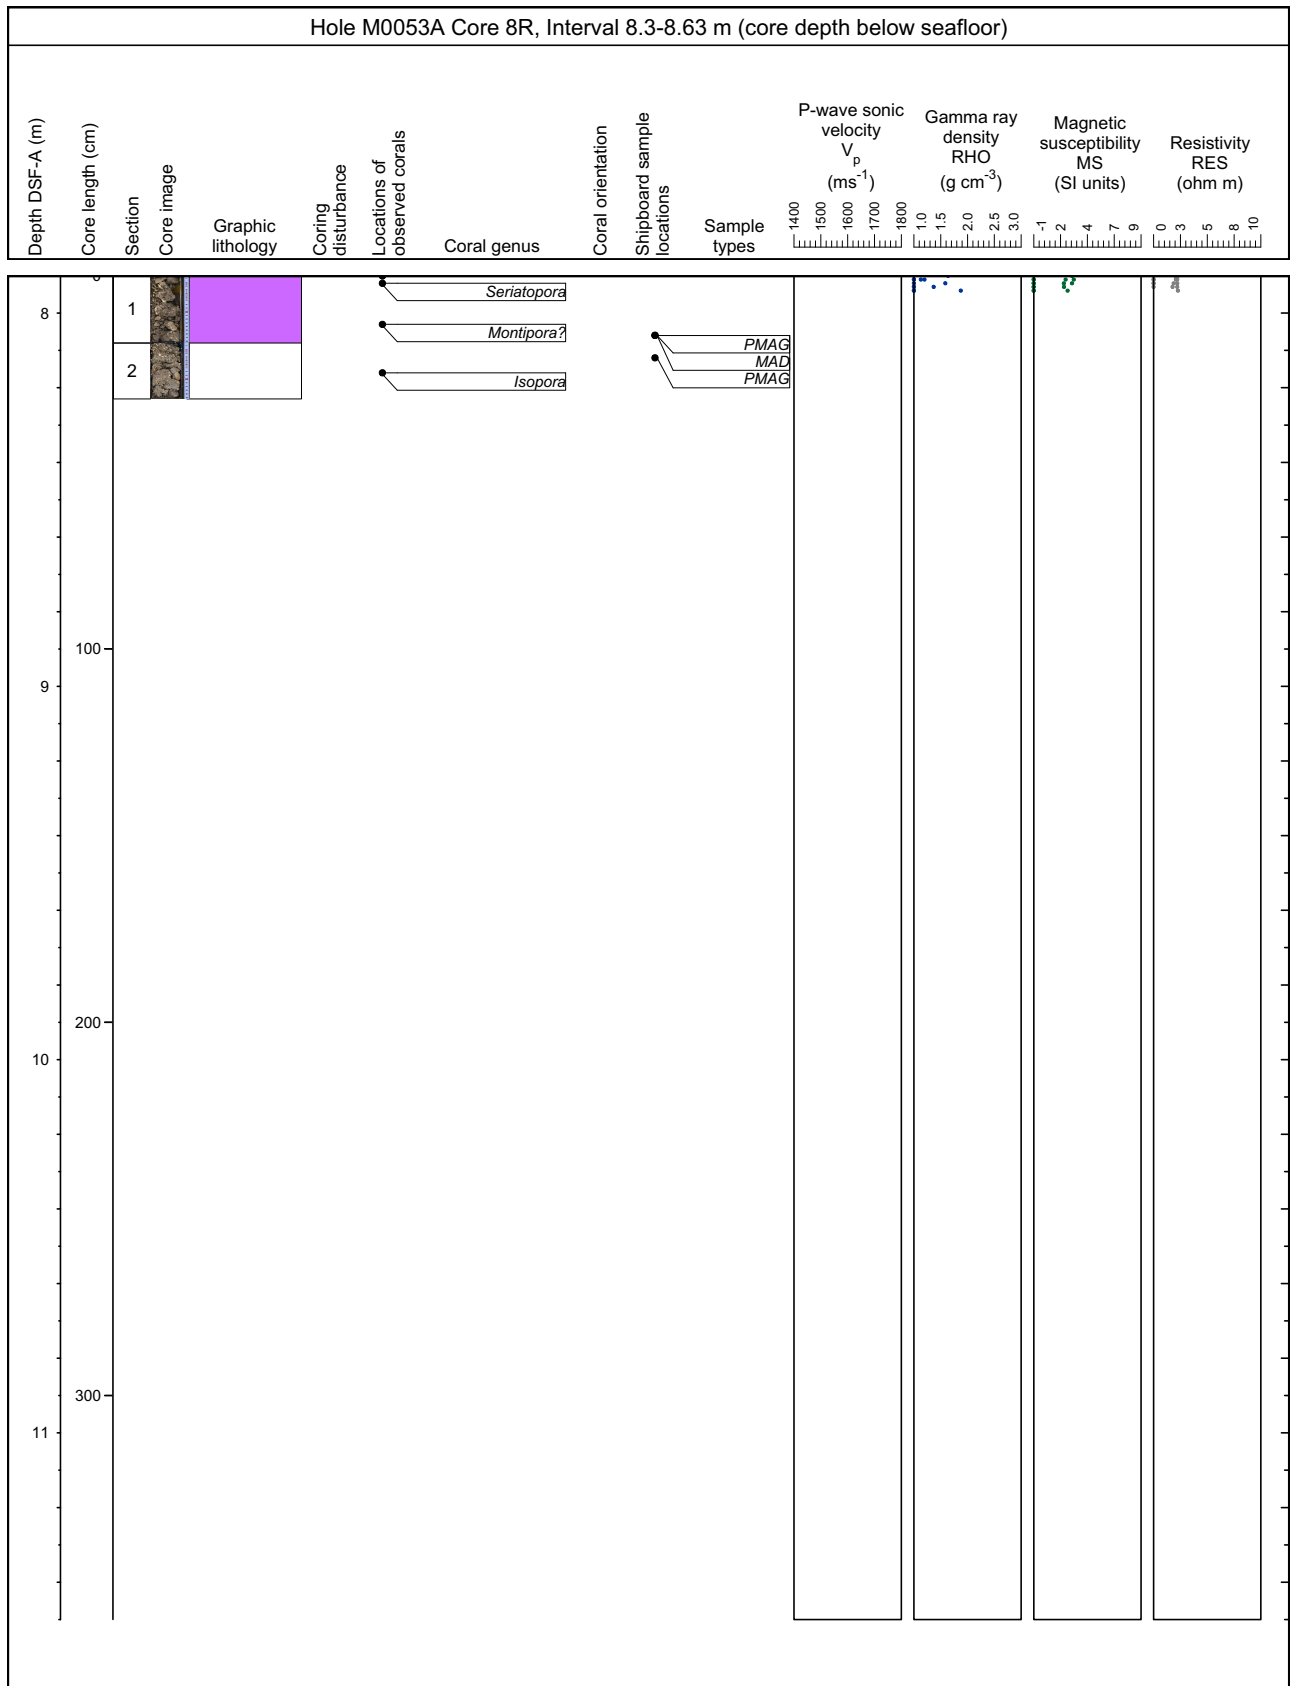 Hole M0053A Core 8R, Interval 8.3-8.63 m (core depth below seafloor)
Depth DSF-A (m)
Core length (cm)
Section
Core image
Graphic
lithology
Coring
disturbance
Locations of
observed corals
Coral genus
Coral orientation
Shipboard sample
locations
Sample
types
P-wave sonic
velocity
Vp
(ms-1)
1400 1500 1600 1700 1800
Gamma ray
density
RHO
(g cm-3)
1.0 1.5 2.0 2.5 3.0
Magnetic
susceptibility
MS
(SI units)
-1 2 4 7 9
Resistivity
RES
(ohm m)
0 3 5 8 10
0
Seriatopora
8
1
Montipora?
PMAG
MAD
2
PMAG
Isopora
100
9
200
10
300
11